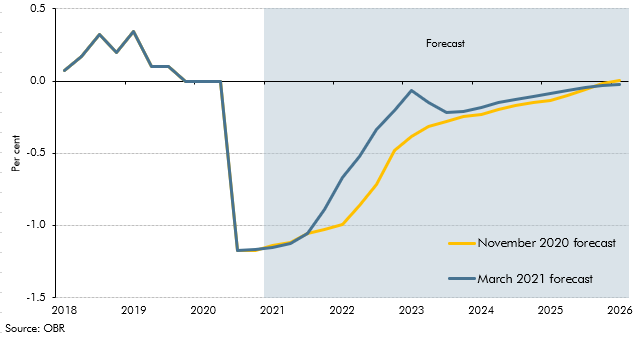 0.5
Forecast
0.0
-0.5
Per cent
-1.0
November 2020 forecast
March 2021 forecast
-1.5
2018 2019 2020 2021 2022 2023 2024 2025 2026
Source: OBR